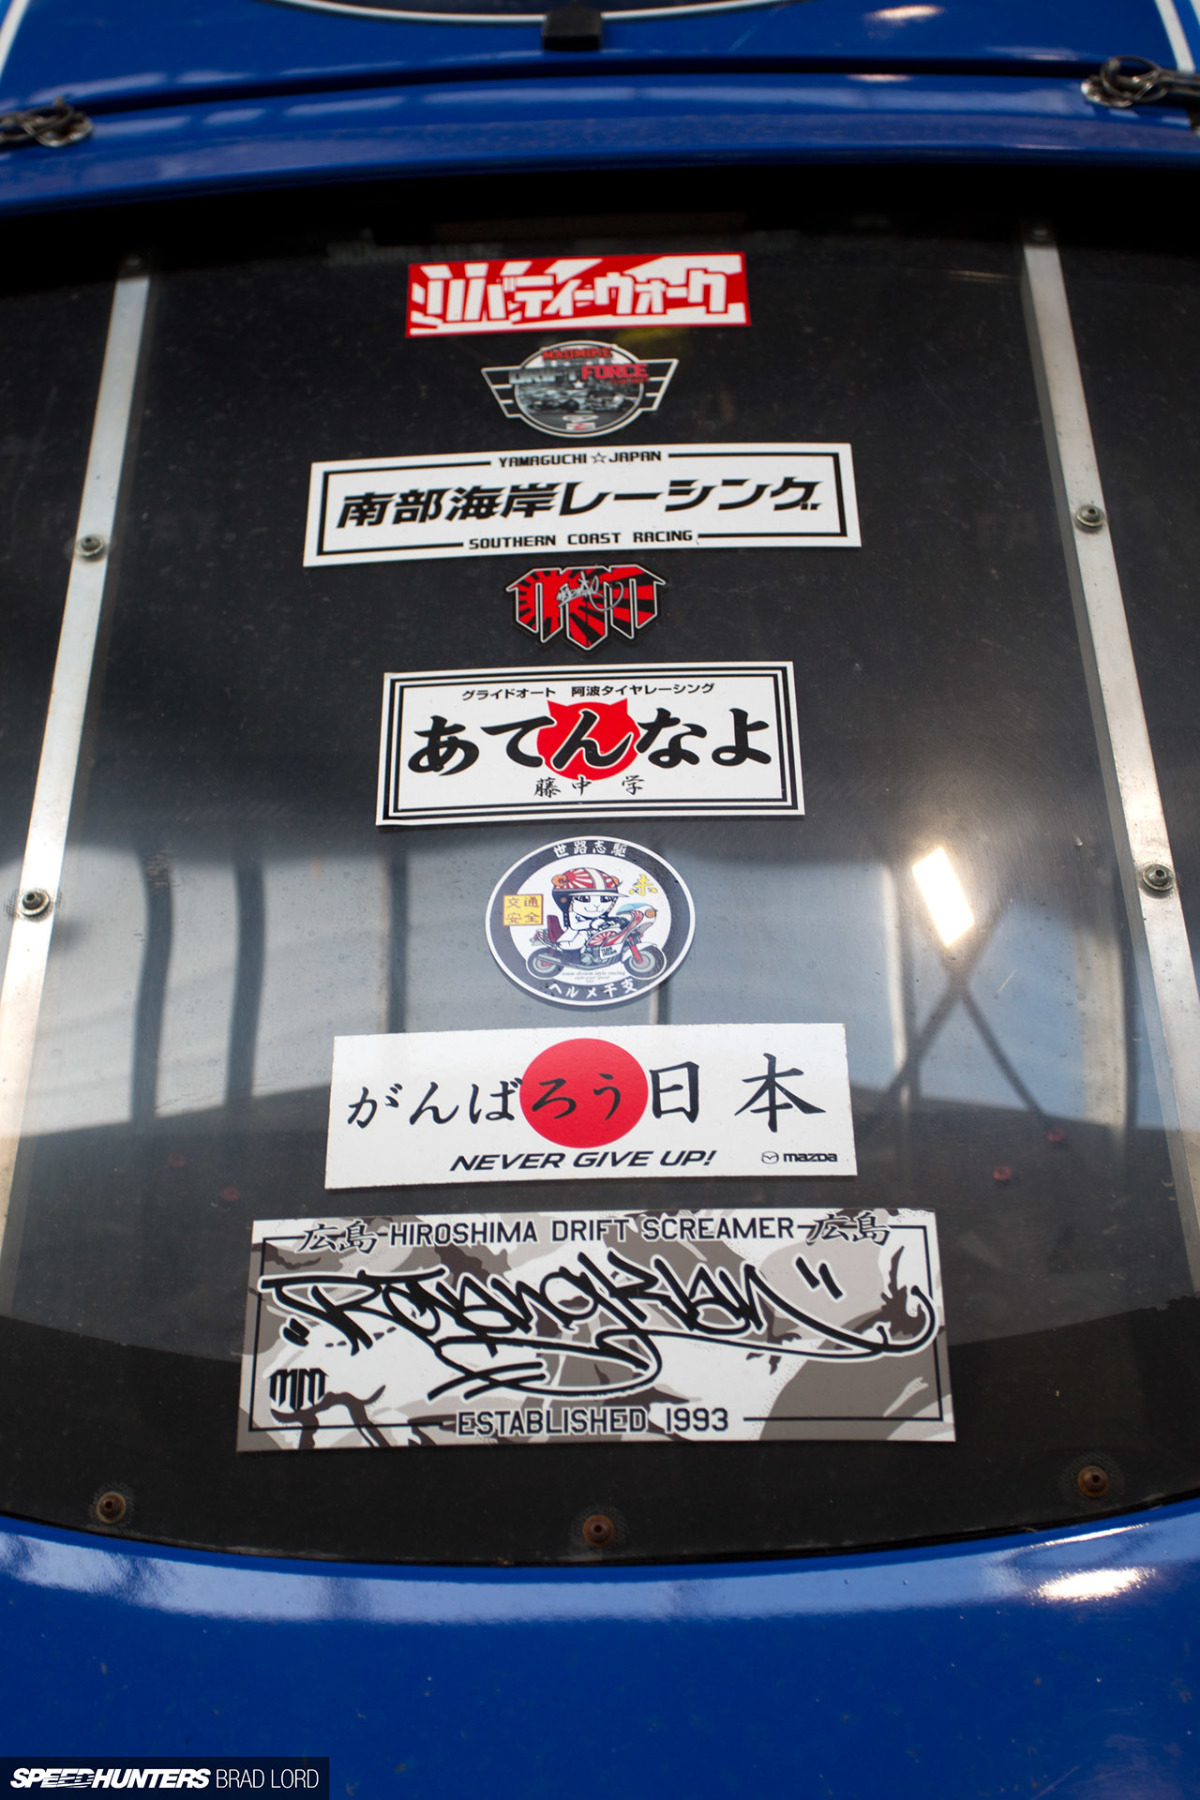 リバティーウォーク
DRIFT FORCE
YAMAGUCHI☆JAPAN
南部海岸レーシング
SOUTHERN COAST RACING
グライドオート 阿波タイヤレーシング
あてんなよ
藤中 学
世路志駆
交通
安全
ヘルメ干支
がんばろう日本
NEVER GIVE UP!
mazda
広島 HIROSHIMA DRIFT SCREAMER 広島
MM
ESTABLISHED 1993
SPEEDHUNTERS BRAD LORD